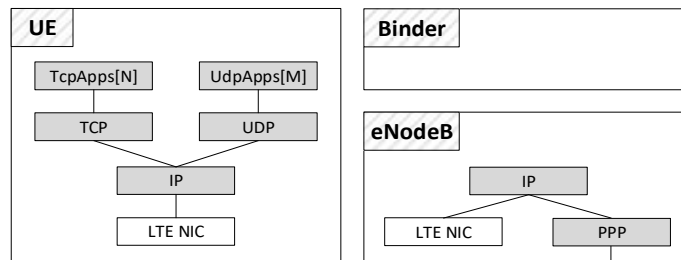 UE
TcpApps[N] UdpApps[M]
TCP UDP
IP
LTE NIC
Binder
eNodeB
IP
LTE NIC PPP